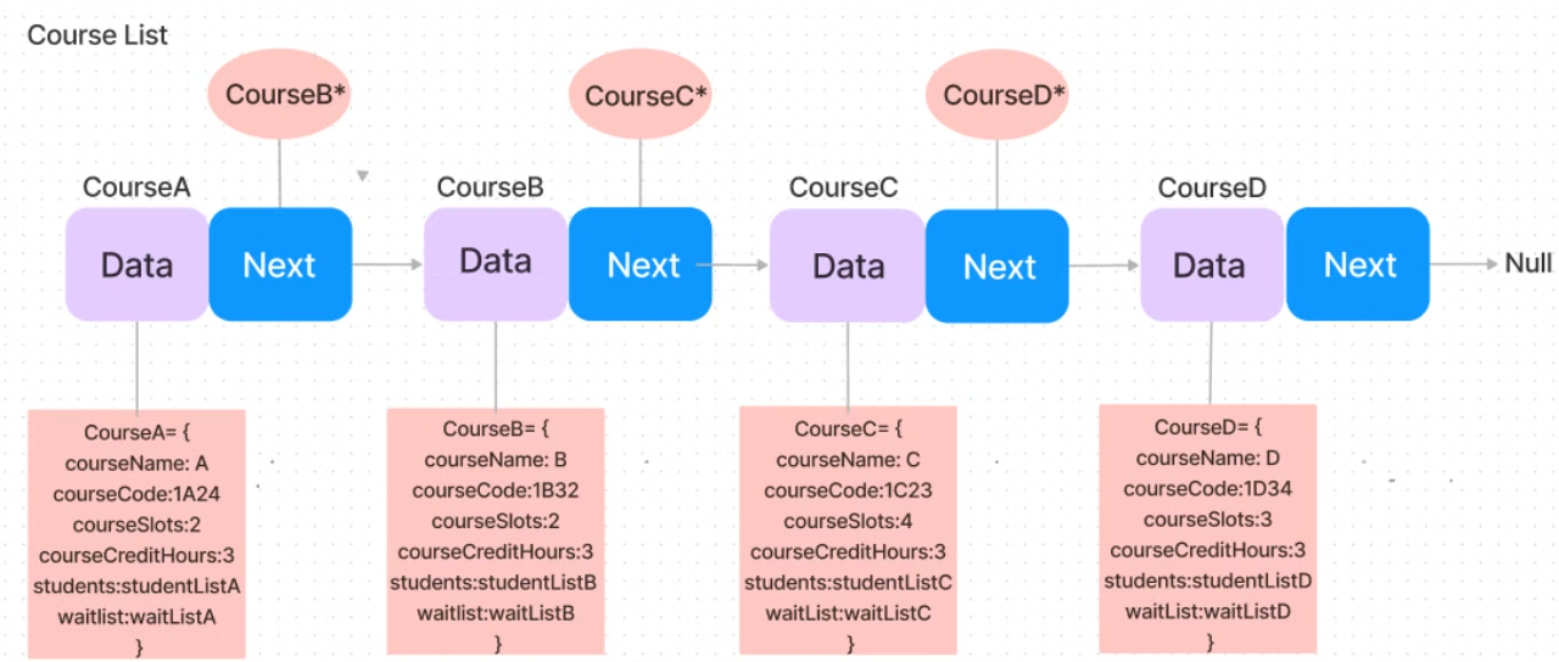 Course List
CourseB*
CourseC*
CourseD*
CourseA
CourseB
CourseC
CourseD
Data
Next
Data
Next
Data
Next
Data
Next
Null
CourseA= {
courseName: A
courseCode:1A24
courseSlots:2
courseCreditHours:3
students:studentListA
waitlist:waitListA
}
CourseB= {
courseName: B
courseCode:1B32
courseSlots:2
courseCreditHours:3
students:studentListB
waitlist:waitListB
}
CourseC= {
courseName: C
courseCode:1C23
courseSlots:4
courseCreditHours:3
students:studentListC
waitList:waitListC
}
CourseD= {
courseName: D
courseCode:1D34
courseSlots:3
courseCreditHours:3
students:studentListD
waitList:waitListD
}